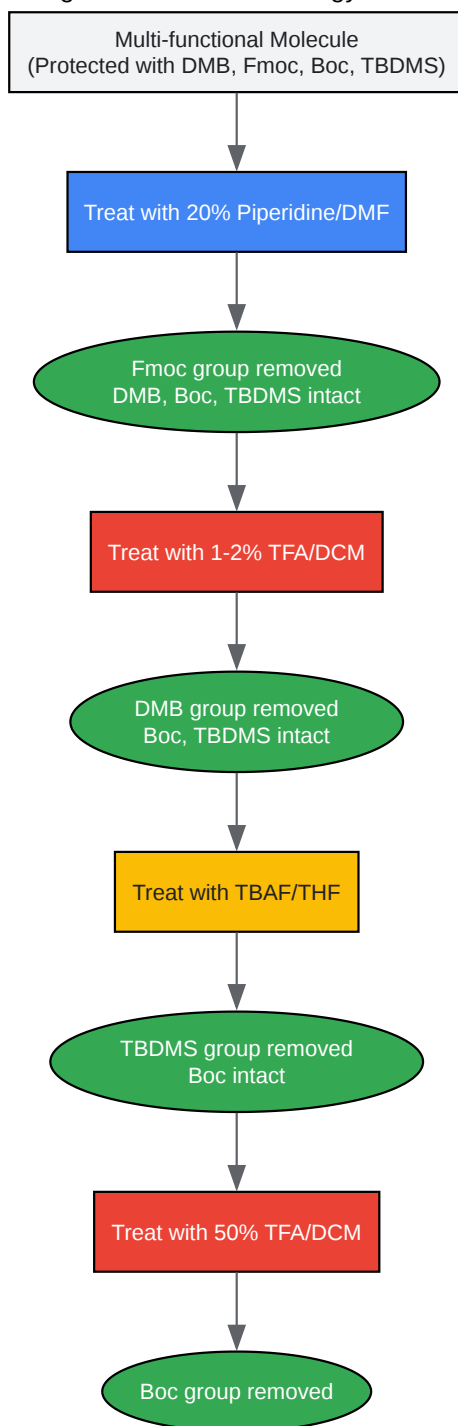 Multi-functional Molecule
(Protected with DMB, Fmoc, Boc, TBDMS)
Treat with 20% Piperidine/DMF
Fmoc group removed
DMB, Boc, TBDMS intact
Treat with 1-2% TFA/DCM
DMB group removed
Boc, TBDMS intact
Treat with TBAF/THF
TBDMS group removed
Boc intact
Treat with 50% TFA/DCM
Boc group removed